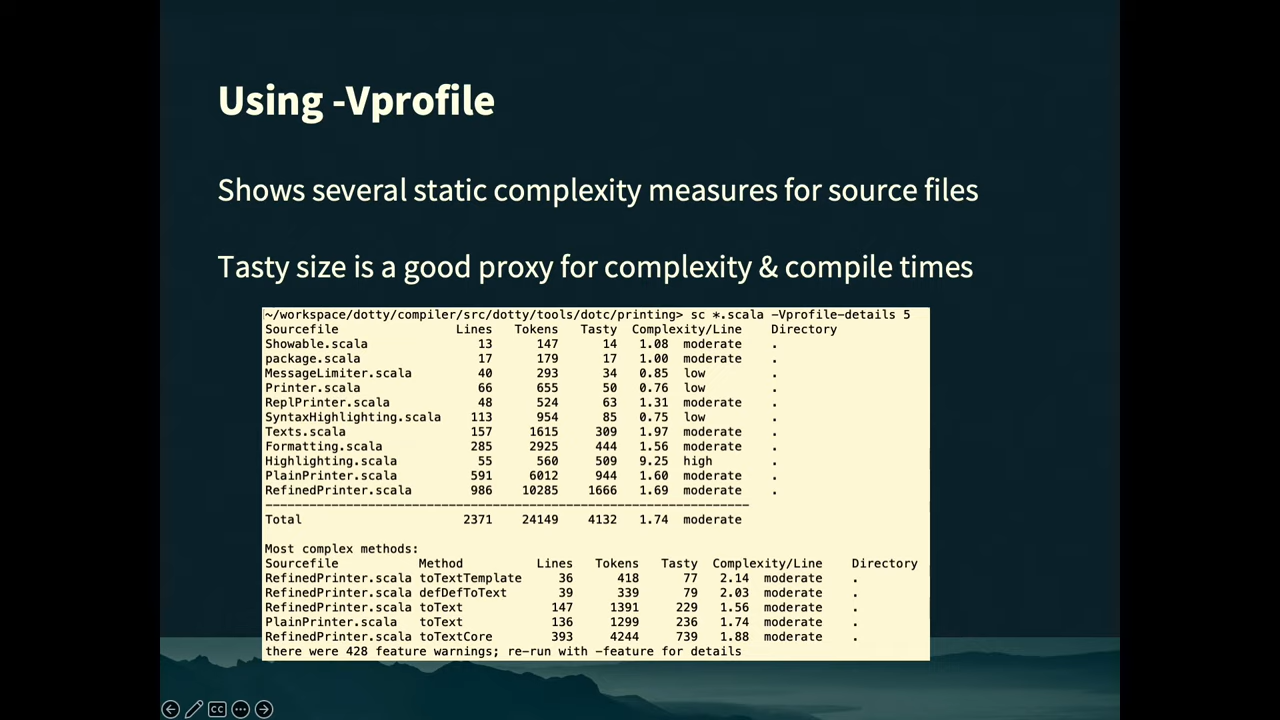 Using -Vprofile
Shows several static complexity measures for source files
Tasty size is a good proxy for complexity & compile times
~/workspace/dotty/compiler/src/dotty/tools/dotc/printing> sc *.scala -Vprofile-details 5
Sourcefile Lines Tokens Tasty Complexity/Line Directory
Showable.scala 13 147 14 1.08 moderate .
package.scala 17 179 17 1.00 moderate .
MessageLimiter.scala 40 293 34 0.85 low .
Printer.scala 66 655 50 0.76 low .
ReplPrinter.scala 48 524 63 1.31 moderate .
SyntaxHighlighting.scala 113 954 85 0.75 low .
Texts.scala 157 1615 309 1.97 moderate .
Formatting.scala 285 2925 444 1.56 moderate .
Highlighting.scala 55 560 509 9.25 high .
PlainPrinter.scala 591 6012 944 1.60 moderate .
RefinedPrinter.scala 986 10285 1666 1.69 moderate .
------------------------------------------------------------------
Total 2371 24149 4132 1.74 moderate
Most complex methods:
Sourcefile Method Lines Tokens Tasty Complexity/Line Directory
RefinedPrinter.scala toTextTemplate 36 418 77 2.14 moderate .
RefinedPrinter.scala defDefToText 39 339 79 2.03 moderate .
RefinedPrinter.scala toText 147 1391 229 1.56 moderate .
PlainPrinter.scala toText 136 1299 236 1.74 moderate .
RefinedPrinter.scala toTextCore 393 4244 739 1.88 moderate .
there were 428 feature warnings; re-run with -feature for details
CC